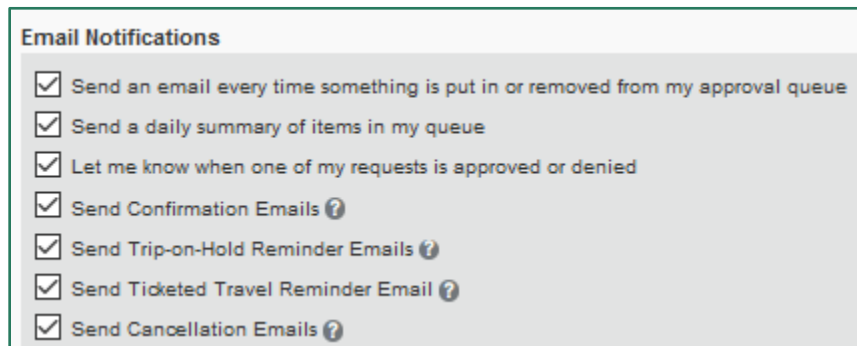 Email Notifications
Send an email every time something is put in or removed from my approval queue
Send a daily summary of items in my queue
Let me know when one of my requests is approved or denied
Send Confirmation Emails ?
Send Trip-on-Hold Reminder Emails ?
Send Ticketed Travel Reminder Email ?
Send Cancellation Emails ?